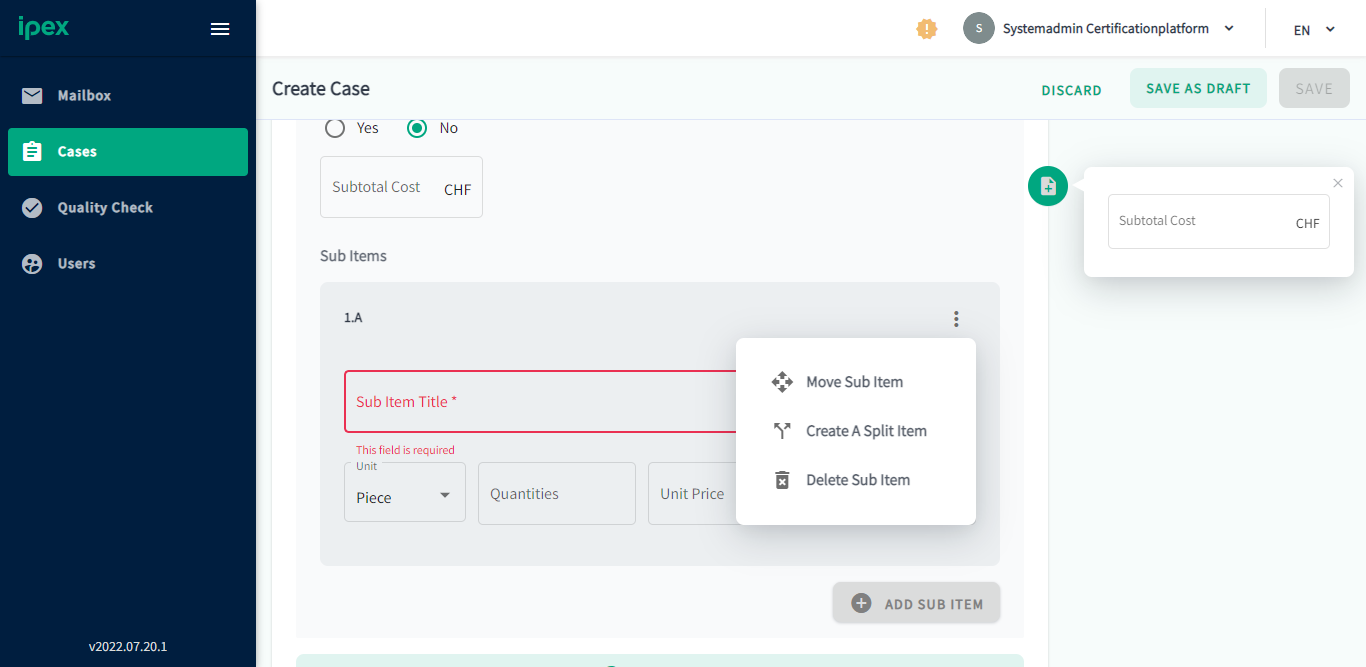 ipex
S
Systemadmin Certificationplatform
EN
Mailbox
Cases
Quality Check
Users
v2022.07.20.1
Create Case
DISCARD
SAVE AS DRAFT
SAVE
Yes
No
Subtotal Cost
CHF
Subtotal Cost
CHF
Sub Items
1.A
Move Sub Item
Create A Split Item
Delete Sub Item
Sub Item Title *
This field is required
Unit
Piece
Quantities
Unit Price
ADD SUB ITEM